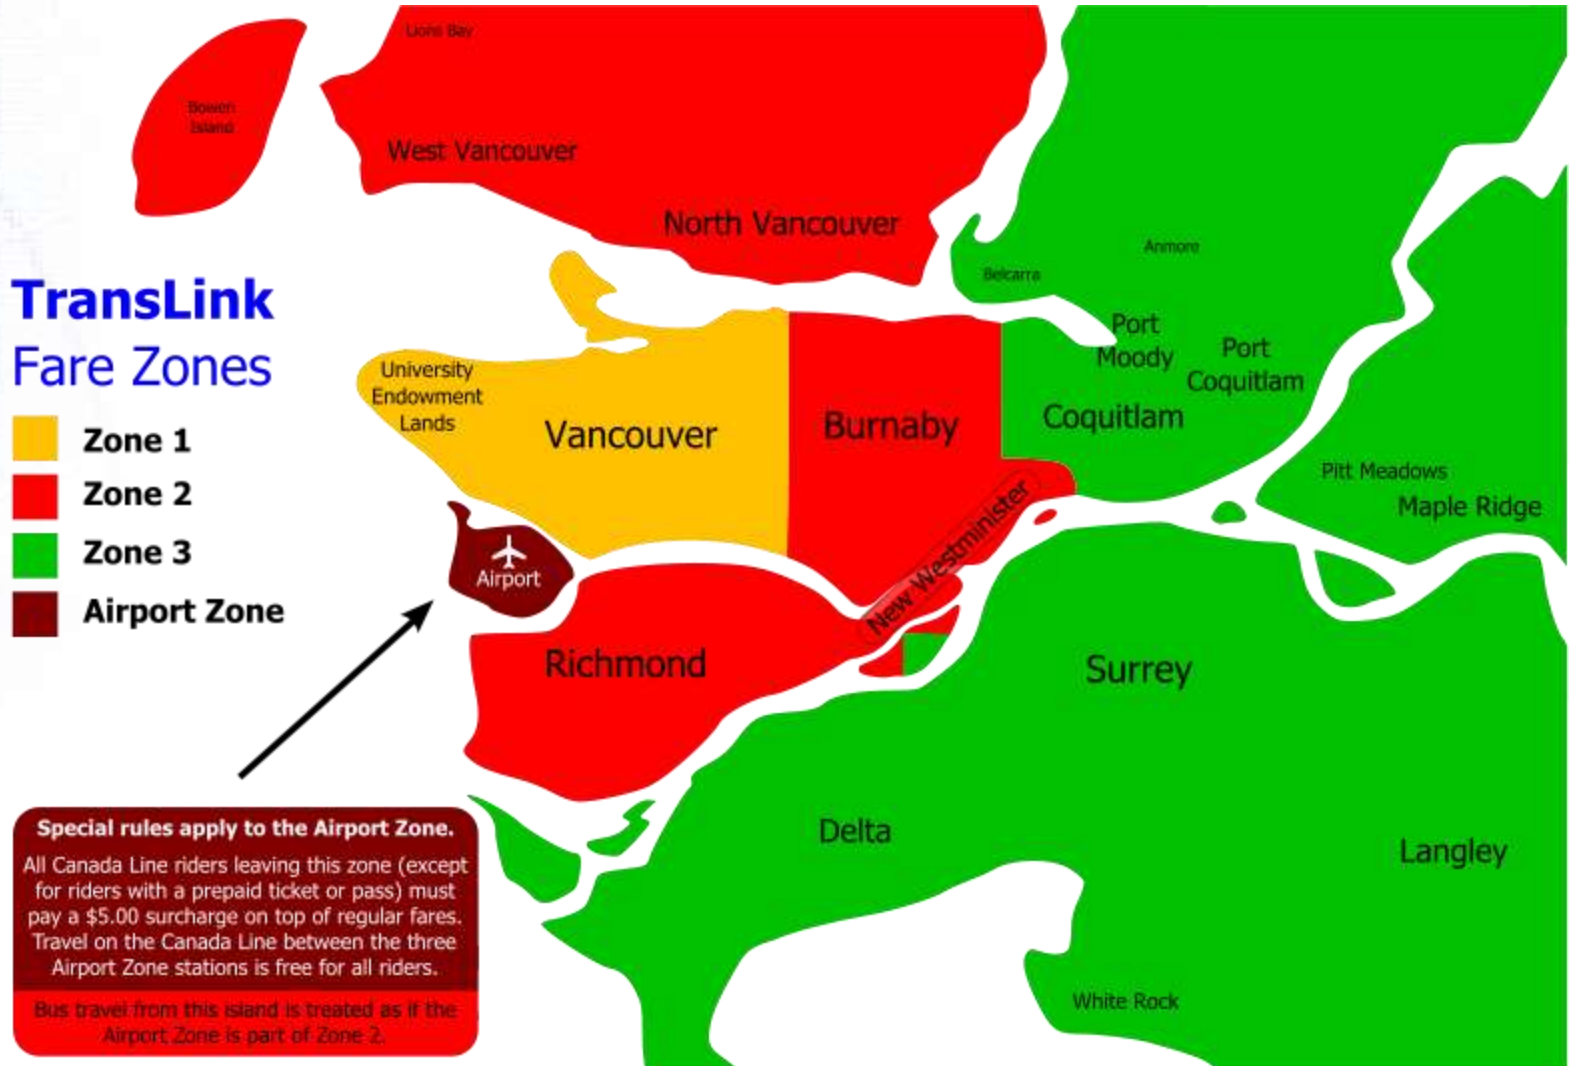 Lions Bay
Bowen
Island
West Vancouver
North Vancouver
Anmore
Belcarra
TransLink
Fare Zones
Zone 1
Zone 2
Zone 3
Airport Zone
University
Endowment
Lands
Vancouver
Burnaby
Port
Moody
Port
Coquitlam
Coquitlam
Pitt Meadows
Maple Ridge
New Westminister
Airport
Richmond
Surrey
Delta
Langley
White Rock
Special rules apply to the Airport Zone.
All Canada Line riders leaving this zone (except
for riders with a prepaid ticket or pass) must
pay a $5.00 surcharge on top of regular fares.
Travel on the Canada Line between the three
Airport Zone stations is free for all riders.
Bus travel from this island is treated as if the
Airport Zone is part of Zone 2.